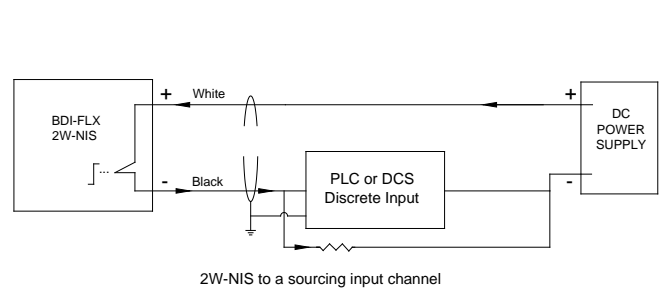 + White +
BDI-FLX
2W-NIS
DC
POWER
SUPPLY
- Black -
PLC or DCS
Discrete Input
2W-NIS to a sourcing input channel